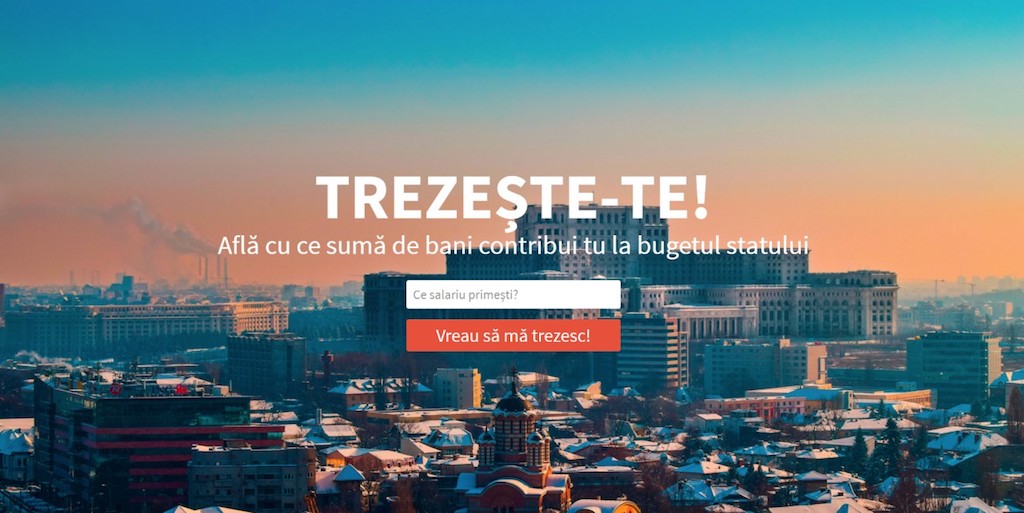 TREZEȘTE-TE!
Află cu ce sumă de bani contribui tu la bugetul statului
Ce salariu primești?
Vreau să mă trezesc!